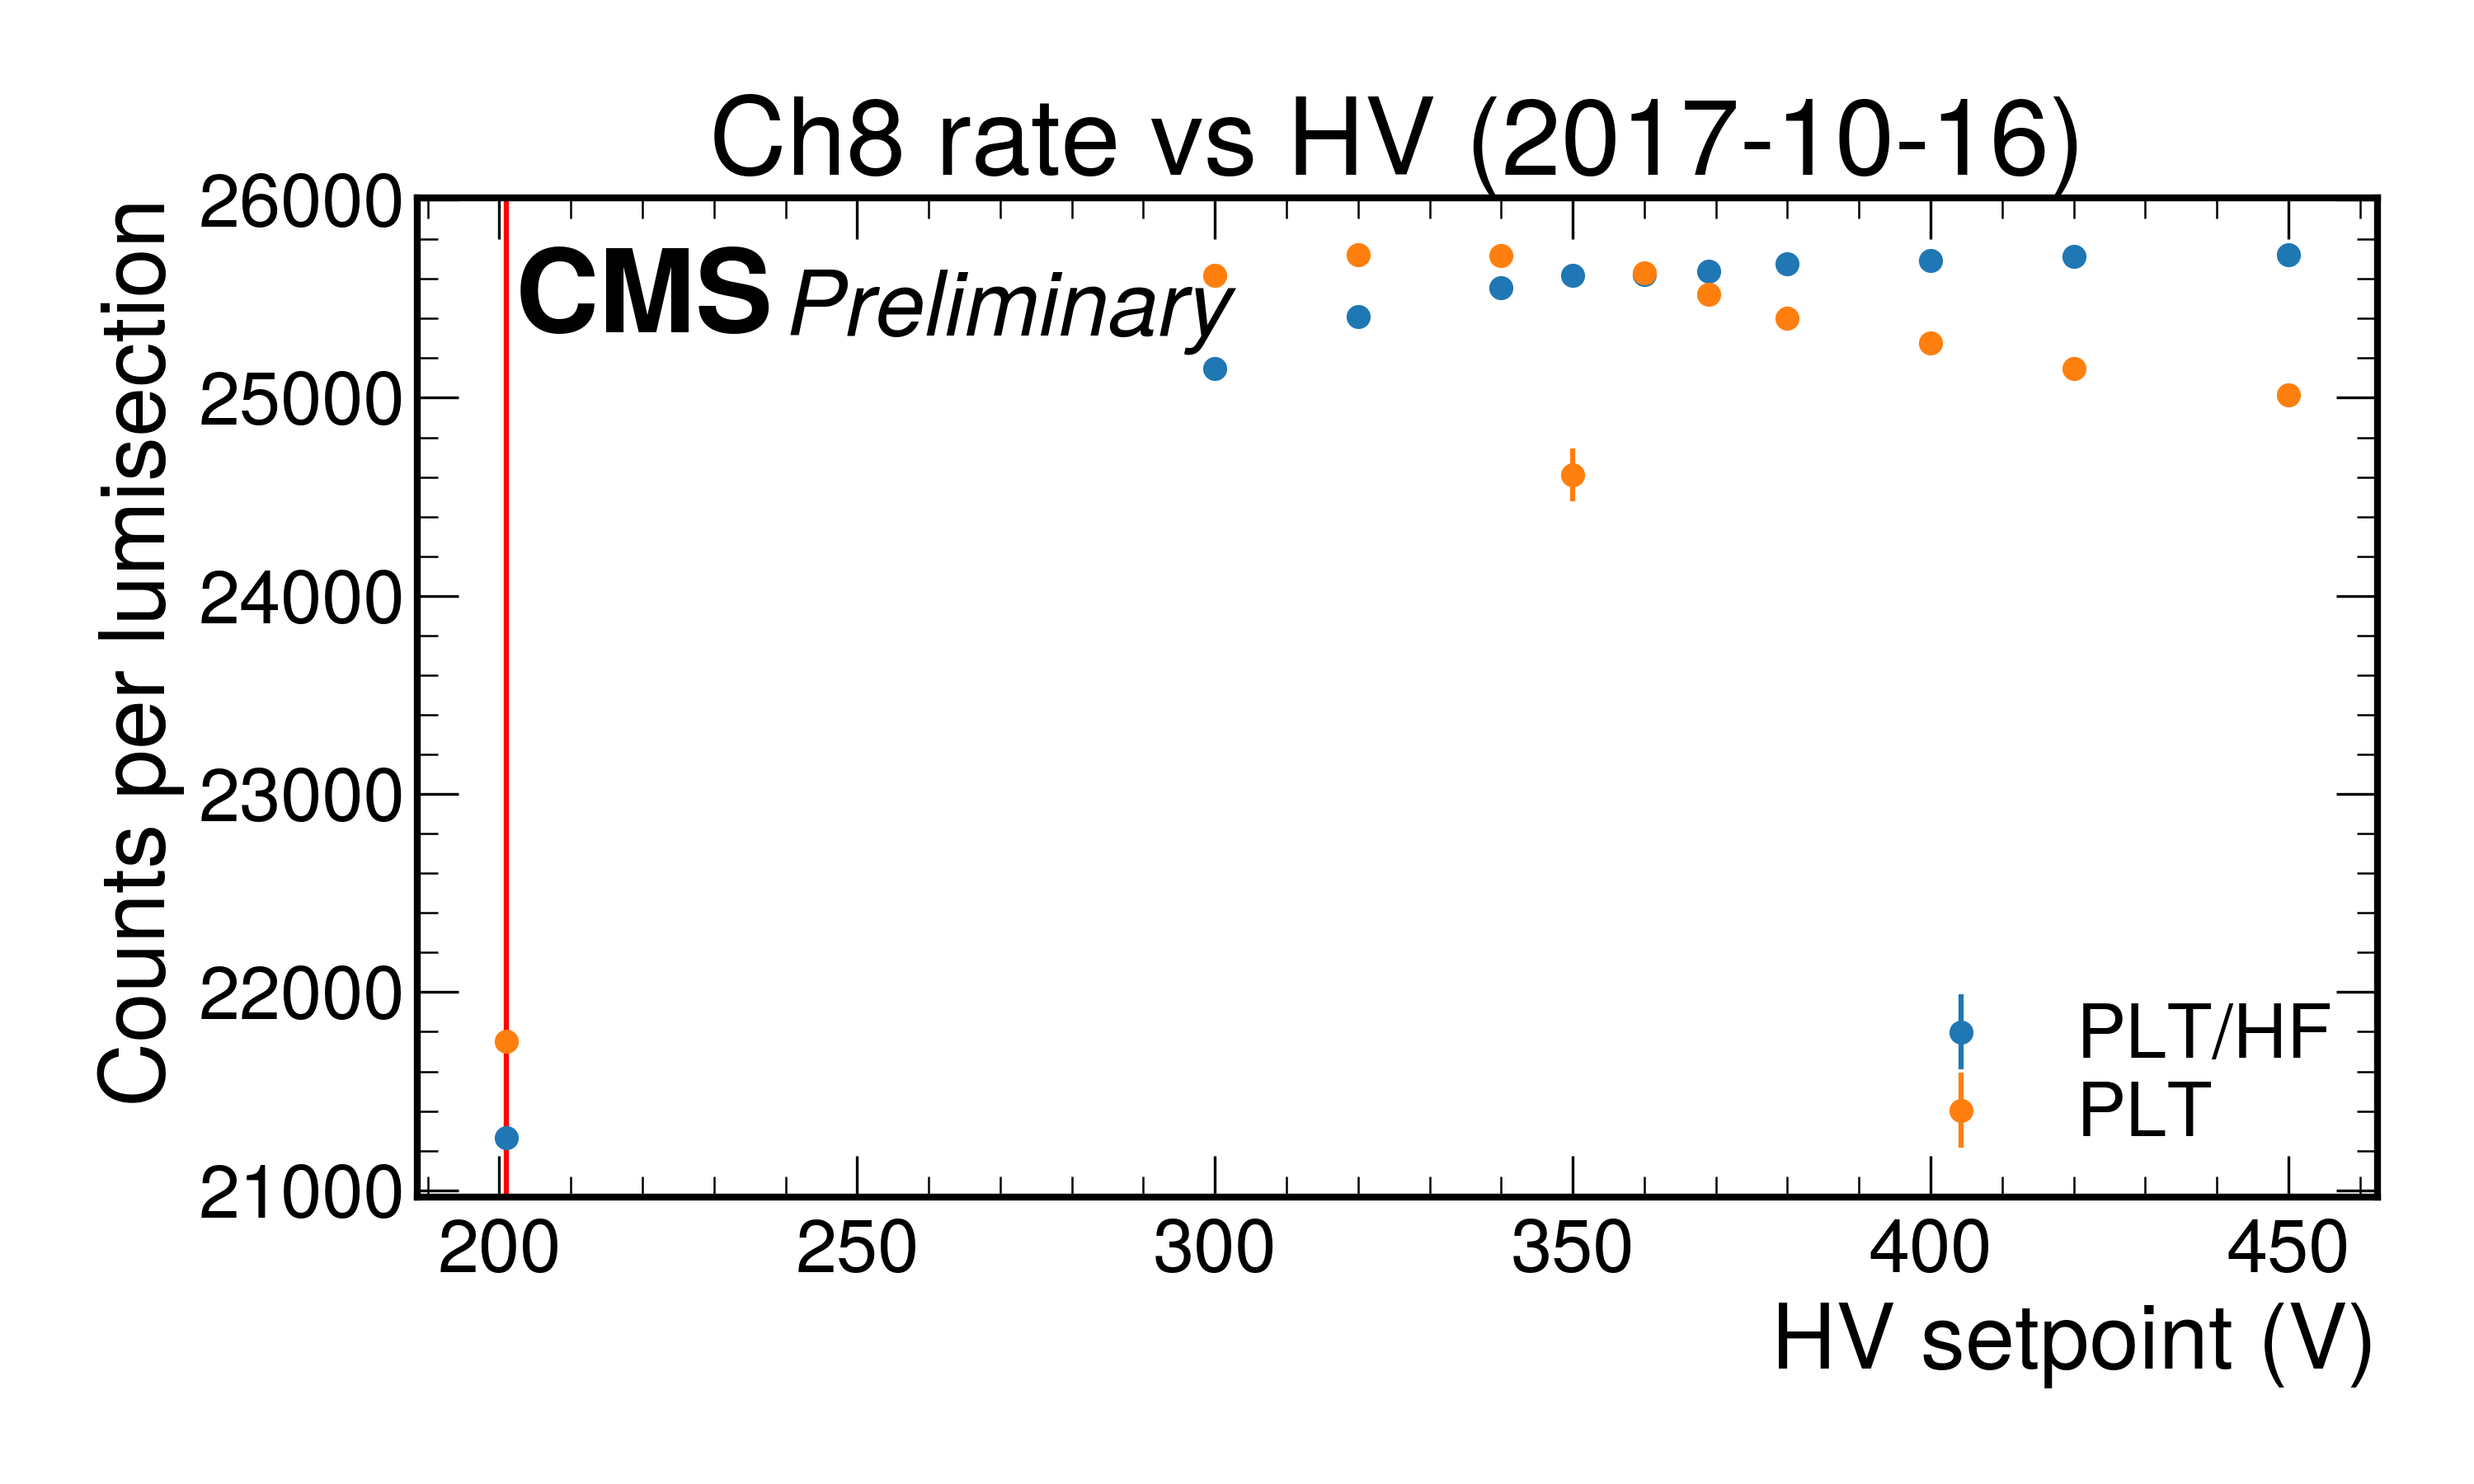 Ch8 rate vs HV (2017-10-16)
CMS Preliminary
Counts per lumisection
26000
25000
24000
23000
22000
21000
PLT/HF
PLT
200 250 300 350 400 450
HV setpoint (V)